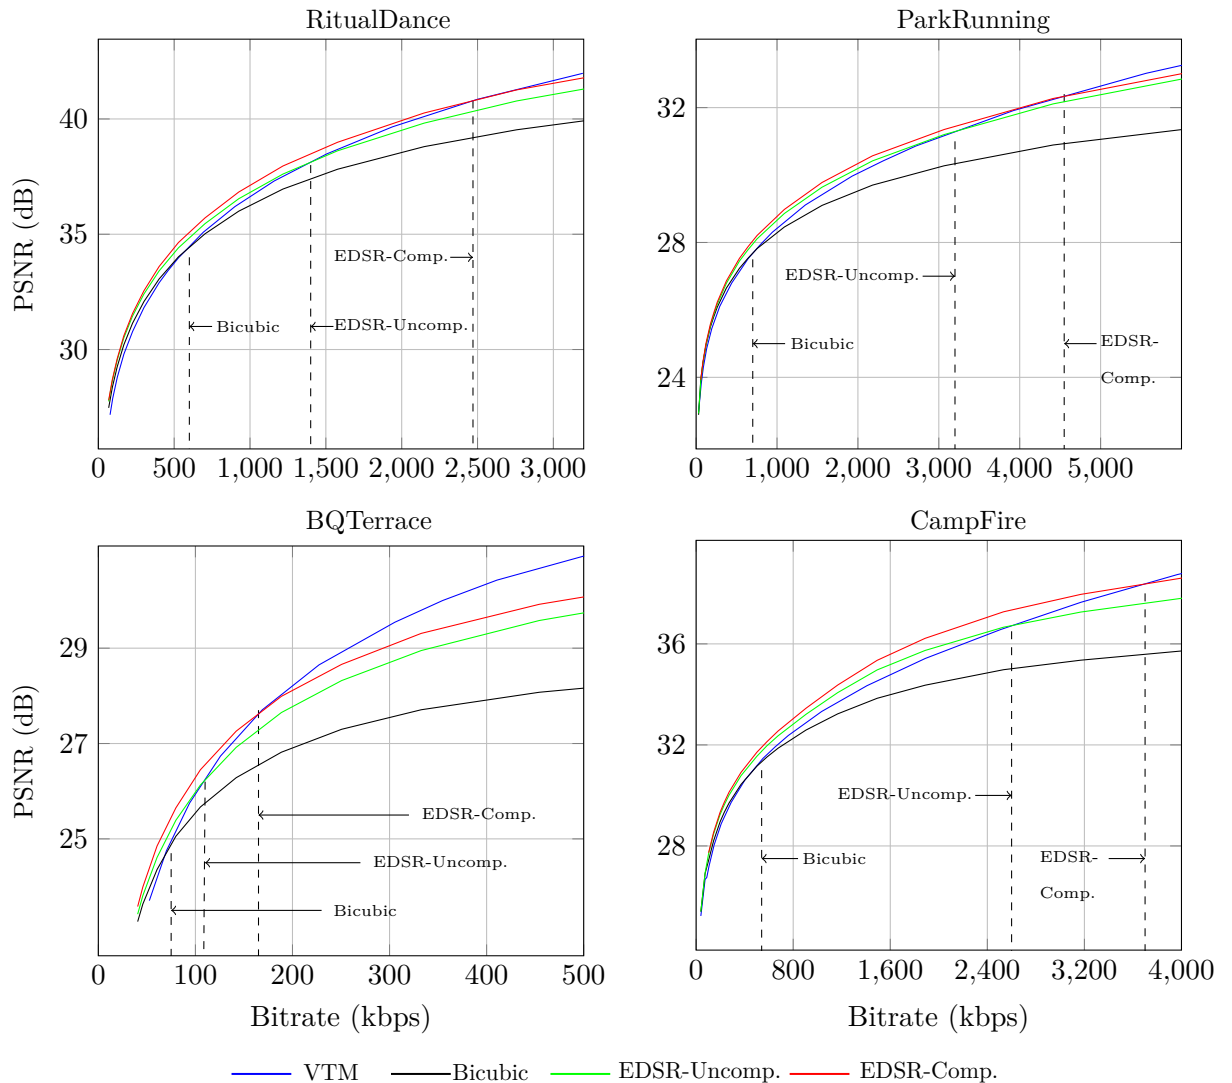 RitualDance
ParkRunning
PSNR (dB)
40
35
30
EDSR-Comp.
Bicubic
EDSR-Uncomp.
0 500 1,000 1,500 2,000 2,500 3,000
32
28
24
EDSR-Uncomp.
Bicubic
EDSR-
Comp.
0 1,000 2,000 3,000 4,000 5,000
BQTerrace
CampFire
PSNR (dB)
29
27
25
EDSR-Comp.
EDSR-Uncomp.
Bicubic
0 100 200 300 400 500
Bitrate (kbps)
36
32
28
EDSR-Uncomp.
Bicubic
EDSR-
Comp.
0 800 1,600 2,400 3,200 4,000
Bitrate (kbps)
VTM Bicubic EDSR-Uncomp. EDSR-Comp.